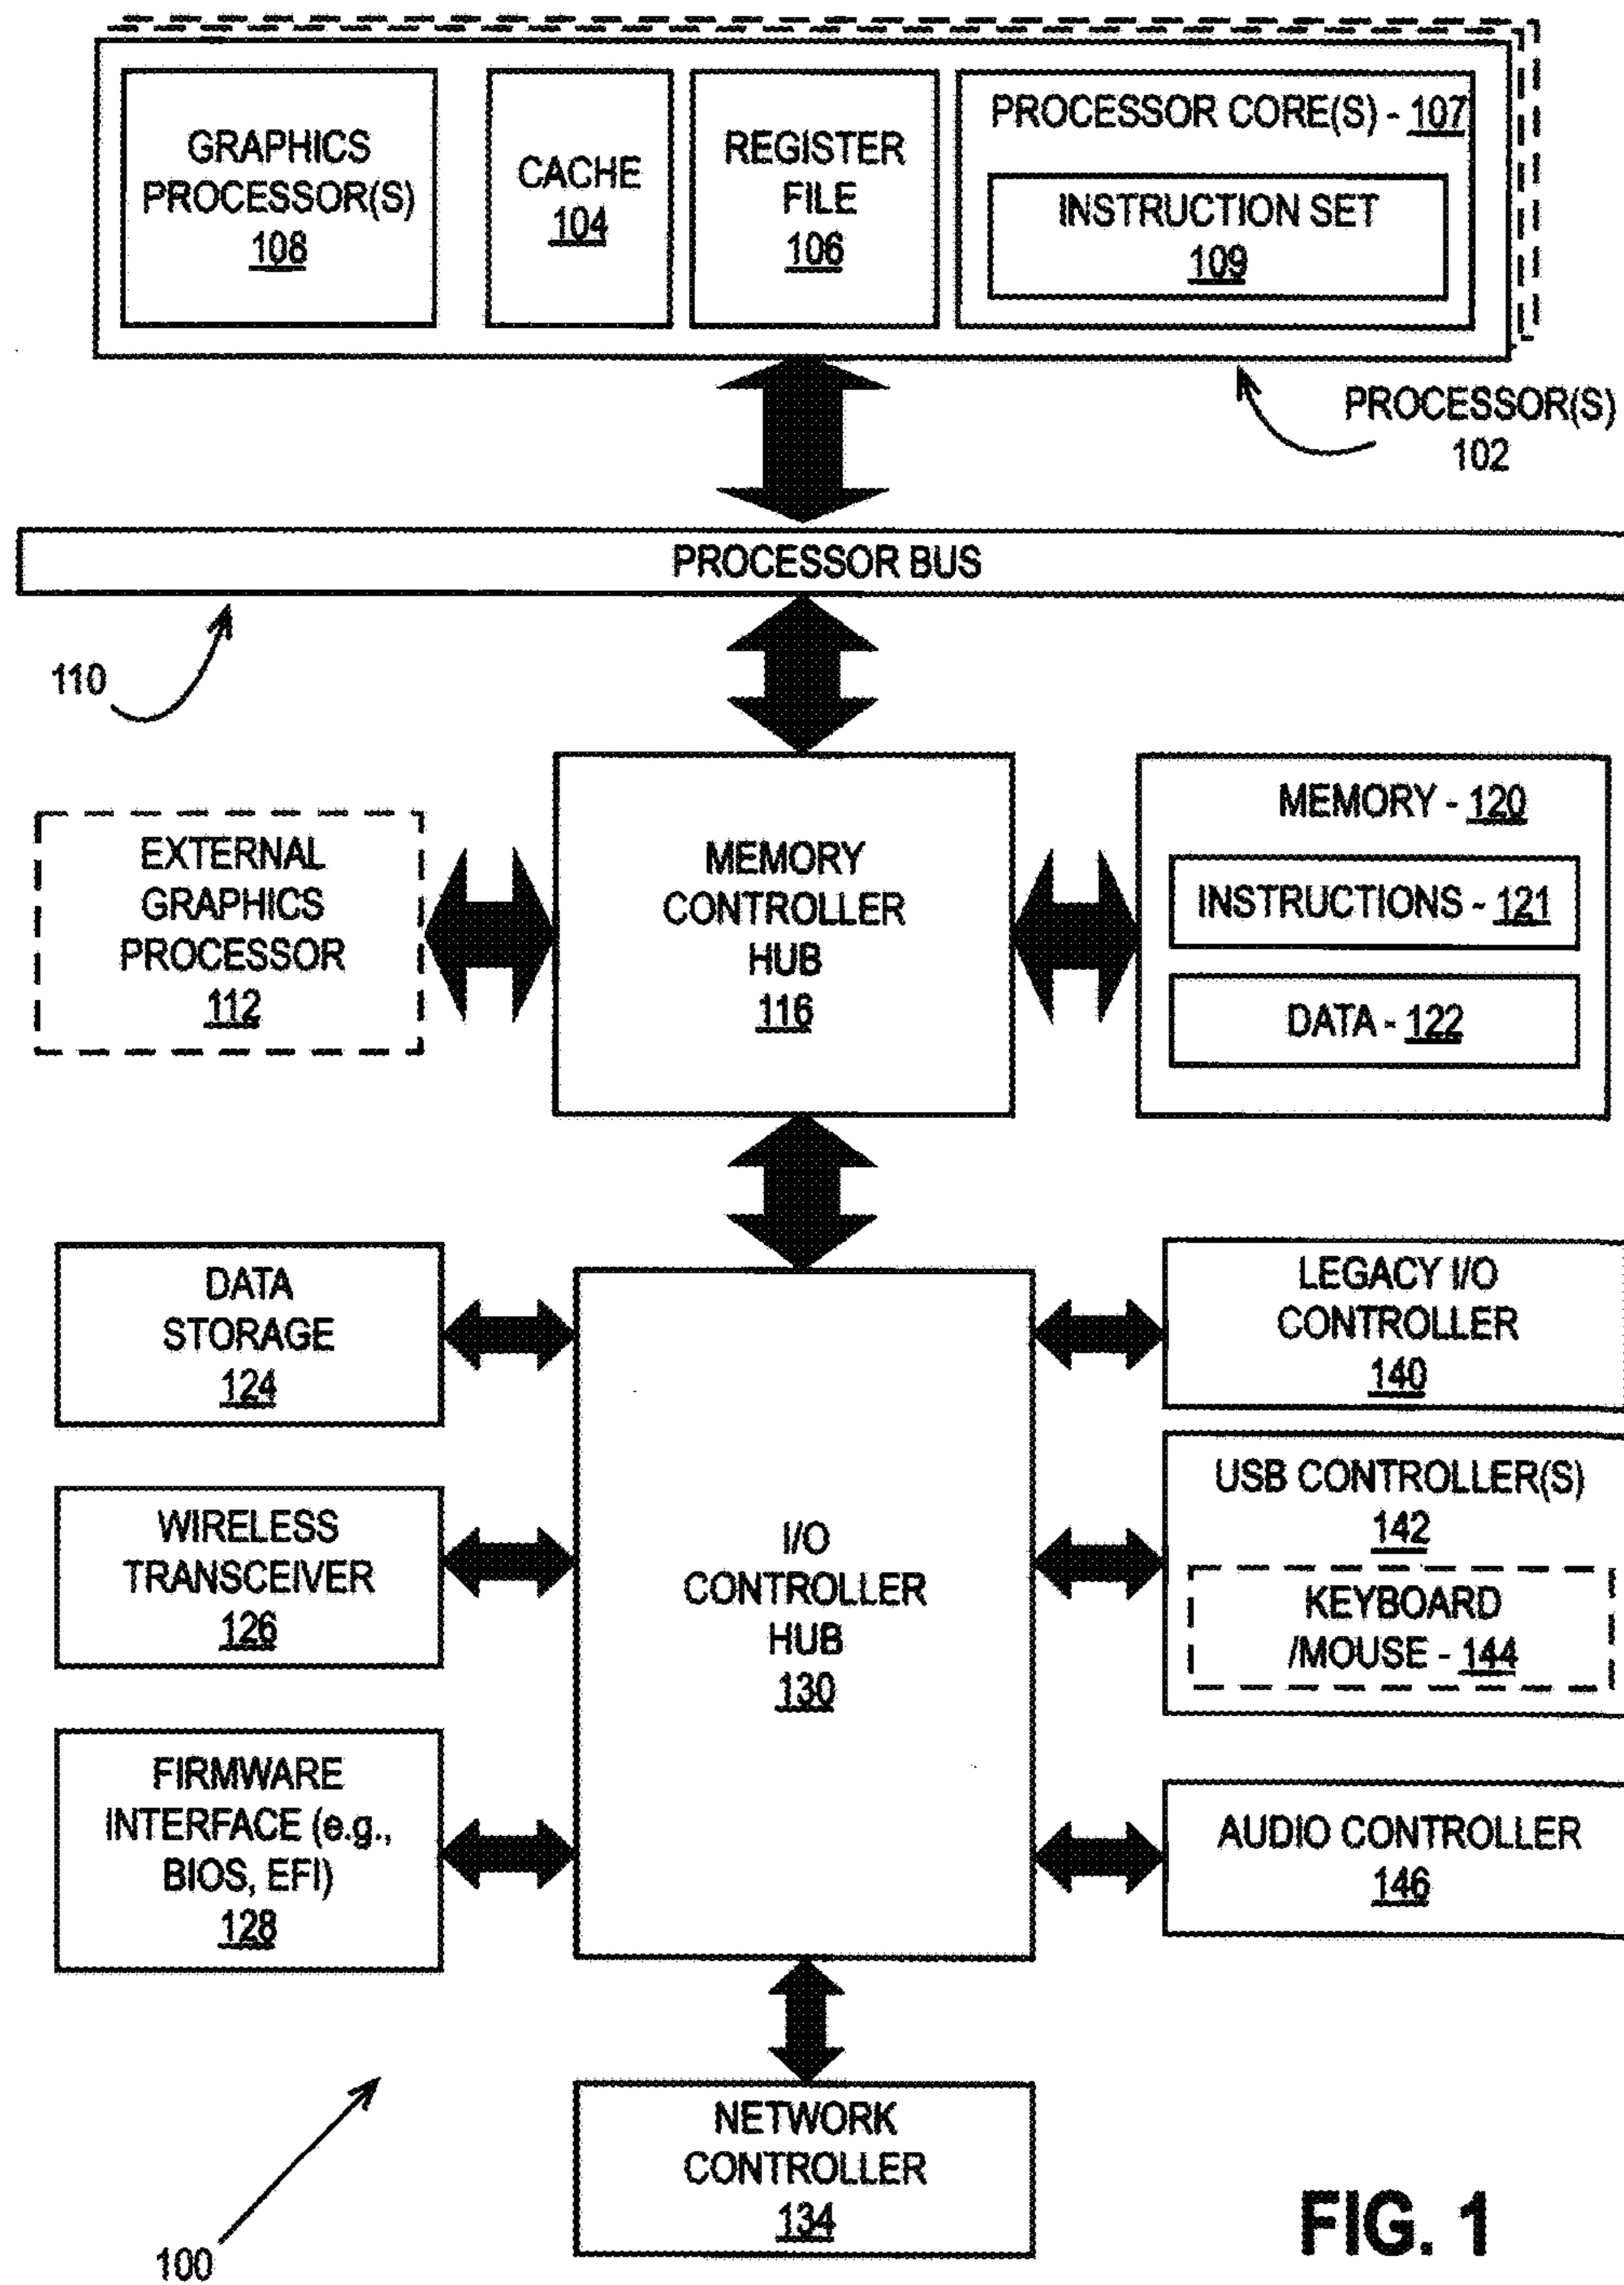 GRAPHICS
PROCESSOR(S)
108
CACHE
104
REGISTER
FILE
106
PROCESSOR CORE(S) - 107
INSTRUCTION SET
109
PROCESSOR(S)
102
PROCESSOR BUS
110
EXTERNAL
GRAPHICS
PROCESSOR
112
MEMORY
CONTROLLER
HUB
116
MEMORY - 120
INSTRUCTIONS - 121
DATA - 122
DATA
STORAGE
124
WIRELESS
TRANSCEIVER
126
FIRMWARE
INTERFACE (e.g.,
BIOS, EFI)
128
I/O
CONTROLLER
HUB
130
LEGACY I/O
CONTROLLER
140
USB CONTROLLER(S)
142
KEYBOARD
/MOUSE - 144
AUDIO CONTROLLER
146
NETWORK
CONTROLLER
134
100
FIG. 1